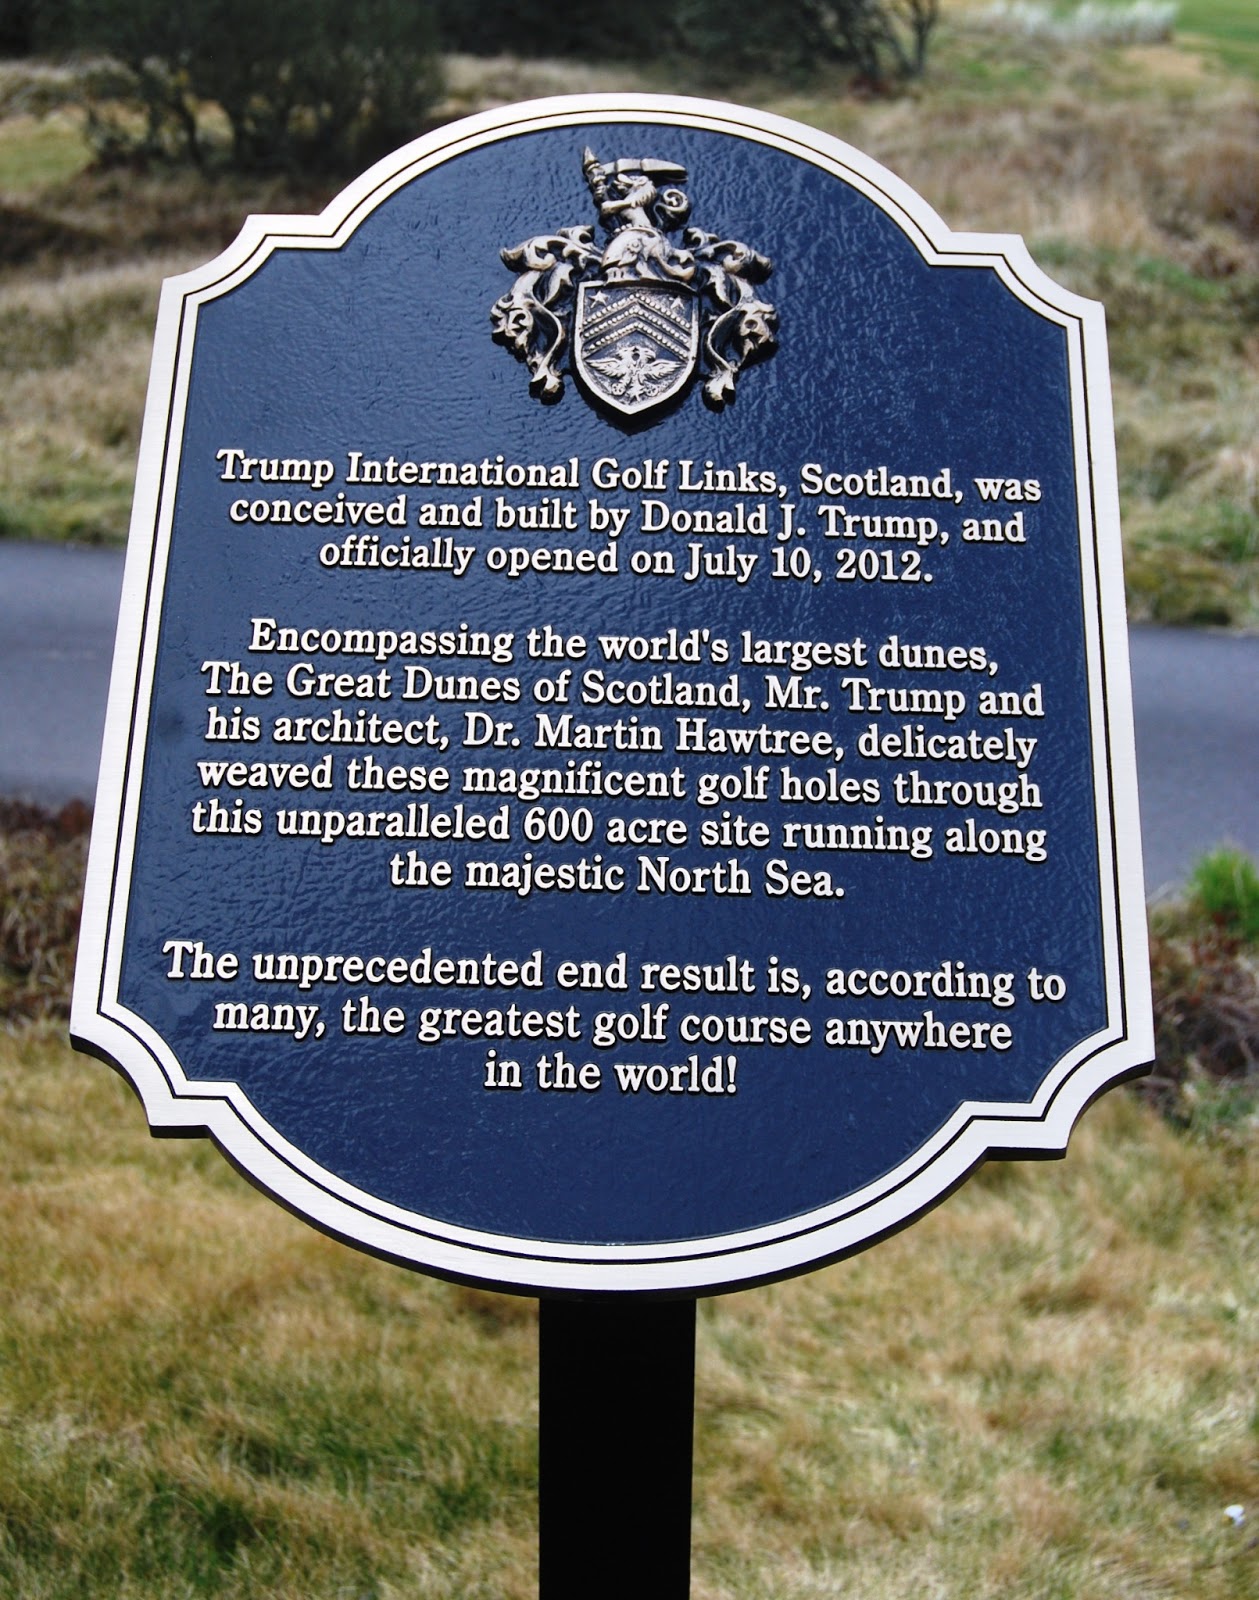 Trump International Golf Links, Scotland, was
conceived and built by Donald J. Trump, and
officially opened on July 10, 2012.
Encompassing the world's largest dunes,
The Great Dunes of Scotland, Mr. Trump and
his architect, Dr. Martin Hawtree, delicately
weaved these magnificent golf holes through
this unparalleled 600 acre site running along
the majestic North Sea.
The unprecedented end result is, according to
many, the greatest golf course anywhere
in the world!